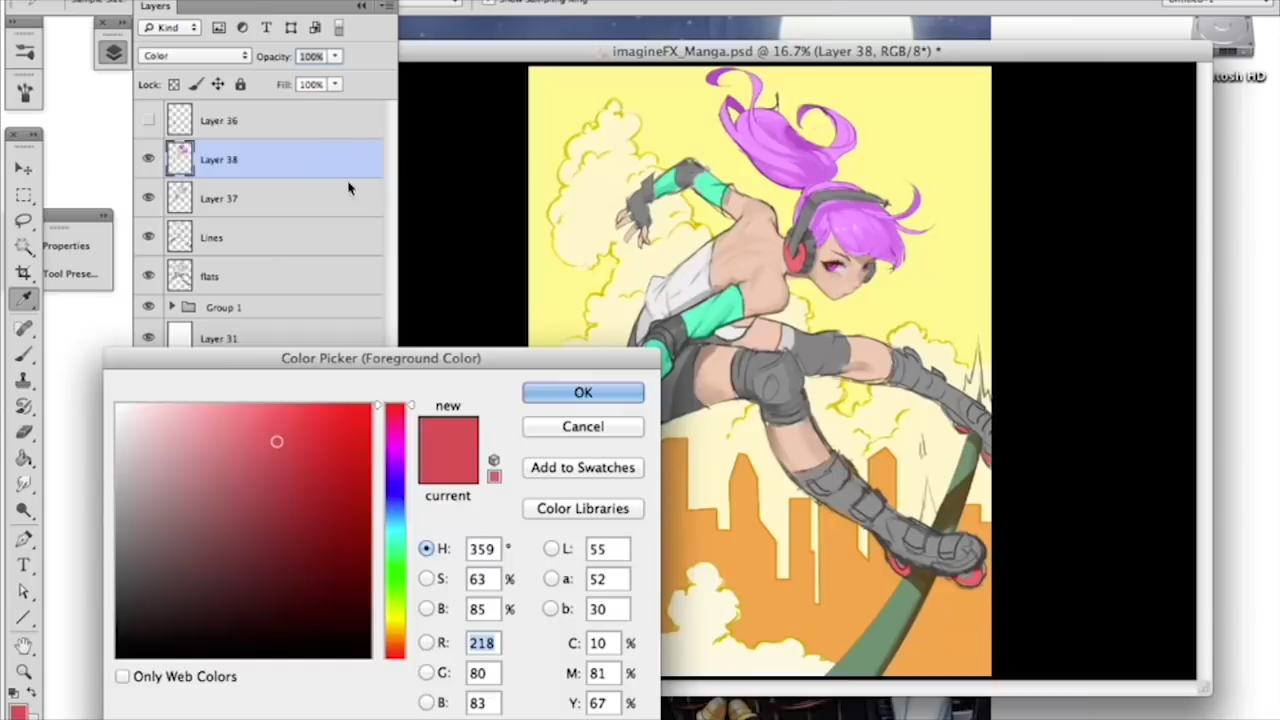 Layers
Kind
Color
Opacity: 100%
Lock:
Fill: 100%
Layer 36
Layer 38
Layer 37
Lines
flats
Group 1
Layer 31
Properties
Tool Prese...
imagineFX_Manga.psd @ 16.7% (Layer 38, RGB/8*) *
tosh HD
Color Picker (Foreground Color)
new
current
OK
Cancel
Add to Swatches
Color Libraries
H: 359 °
S: 63 %
B: 85 %
R: 218
G: 80
B: 83
L: 55
a: 52
b: 30
C: 10 %
M: 81 %
Y: 67 %
Only Web Colors